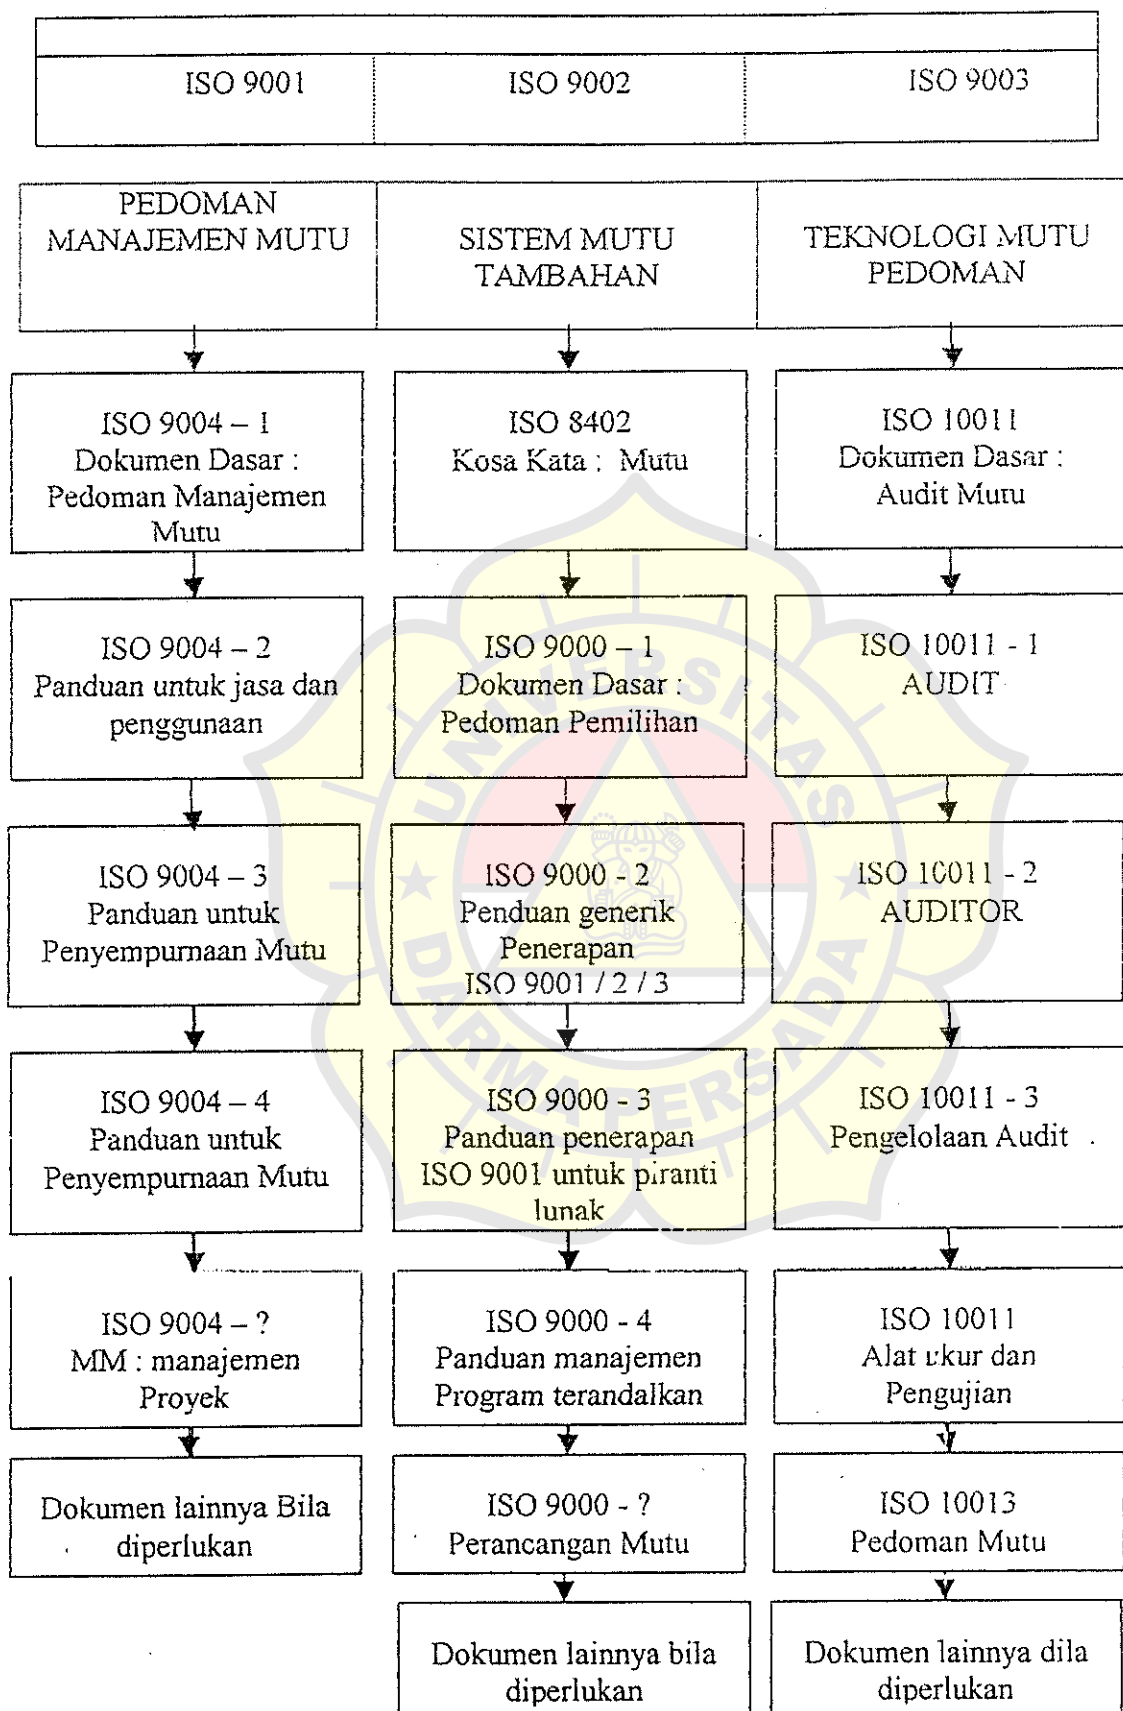 ISO 9001
ISO 9002
ISO 9003
PEDOMAN
MANAJEMEN MUTU
SISTEM MUTU
TAMBAHAN
TEKNOLOGI MUTU
PEDOMAN
ISO 9004 – 1
Dokumen Dasar :
Pedoman Manajemen
Mutu
ISO 8402
Kosa Kata : Mutu
ISO 10011
Dokumen Dasar :
Audit Mutu
ISO 9004 – 2
Panduan untuk jasa dan
penggunaan
ISO 9000 – 1
Dokumen Dasar :
Pedoman Pemilihan
ISO 10011 - 1
AUDIT
ISO 9004 – 3
Panduan untuk
Penyempurnaan Mutu
ISO 9000 - 2
Penduan generik
Penerapan
ISO 9001 / 2 / 3
ISO 10011 - 2
AUDITOR
ISO 9004 – 4
Panduan untuk
Penyempurnaan Mutu
ISO 9000 - 3
Panduan penerapan
ISO 9001 untuk piranti
lunak
ISO 10011 - 3
Pengelolaan Audit
ISO 9004 – ?
MM : manajemen
Proyek
ISO 9000 - 4
Panduan manajemen
Program terandalkan
ISO 10011
Alat ukur dan
Pengujian
Dokumen lainnya Bila
diperlukan
ISO 9000 - ?
Perancangan Mutu
ISO 10013
Pedoman Mutu
Dokumen lainnya bila
diperlukan
Dokumen lainnya dila
diperlukan
UNIVERSITAS
DARMA PERSADA